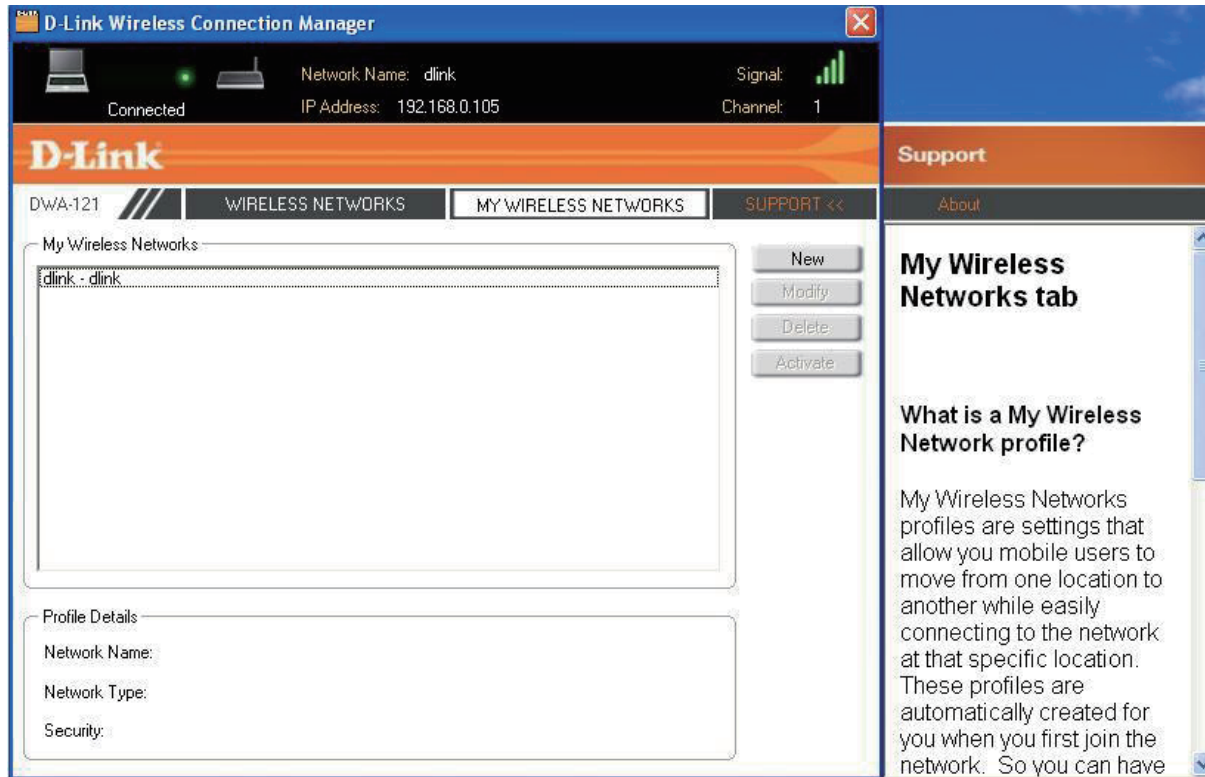 D-Link Wireless Connection Manager
Network Name: dlink
Signal:
Connected
IP Address: 192.168.0.105
Channel: 1
D-Link
DWA-121
WIRELESS NETWORKS
MY WIRELESS NETWORKS
SUPPORT <<
My Wireless Networks
dlink - dlink
New
Modify
Delete
Activate
Profile Details
Network Name:
Network Type:
Security:
Support
About
My Wireless
Networks tab
What is a My Wireless
Network profile?
My Wireless Networks
profiles are settings that
allow you mobile users to
move from one location to
another while easily
connecting to the network
at that specific location.
These profiles are
automatically created for
you when you first join the
network. So you can have